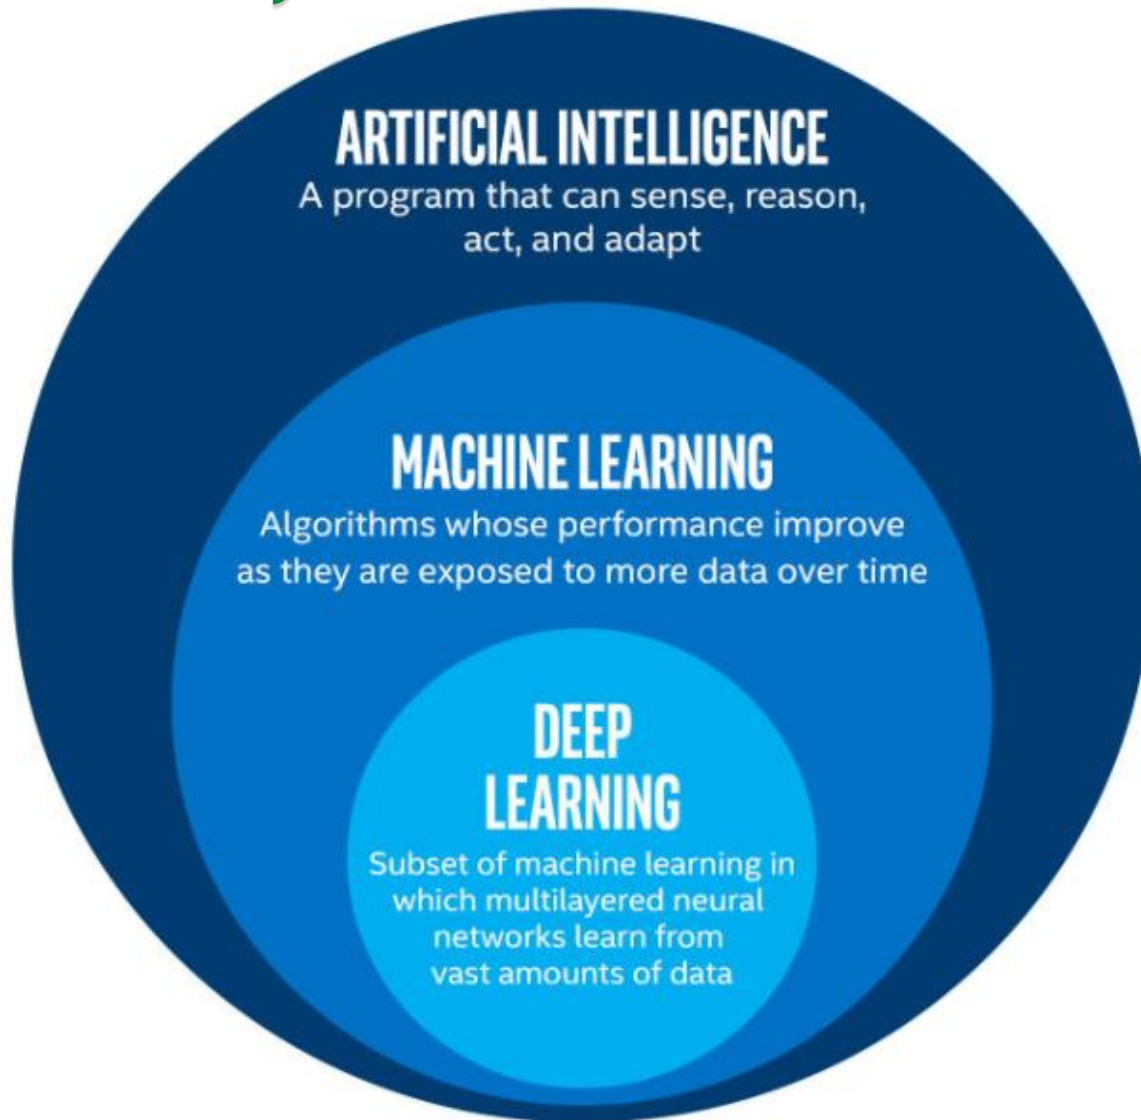 ARTIFICIAL INTELLIGENCE
A program that can sense, reason,
act, and adapt
MACHINE LEARNING
Algorithms whose performance improve
as they are exposed to more data over time
DEEP
LEARNING
Subset of machine learning in
which multilayered neural
networks learn from
vast amounts of data